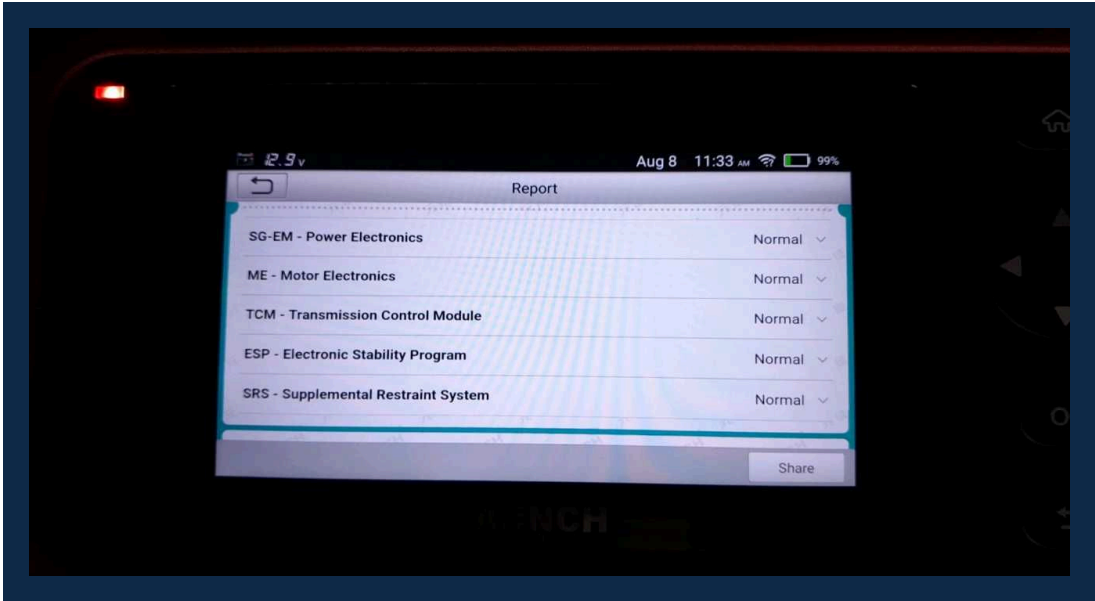 12.9v Aug 8 11:33 AM 99%
Report
SG-EM - Power Electronics Normal
ME - Motor Electronics Normal
TCM - Transmission Control Module Normal
ESP - Electronic Stability Program Normal
SRS - Supplemental Restraint System Normal
Share